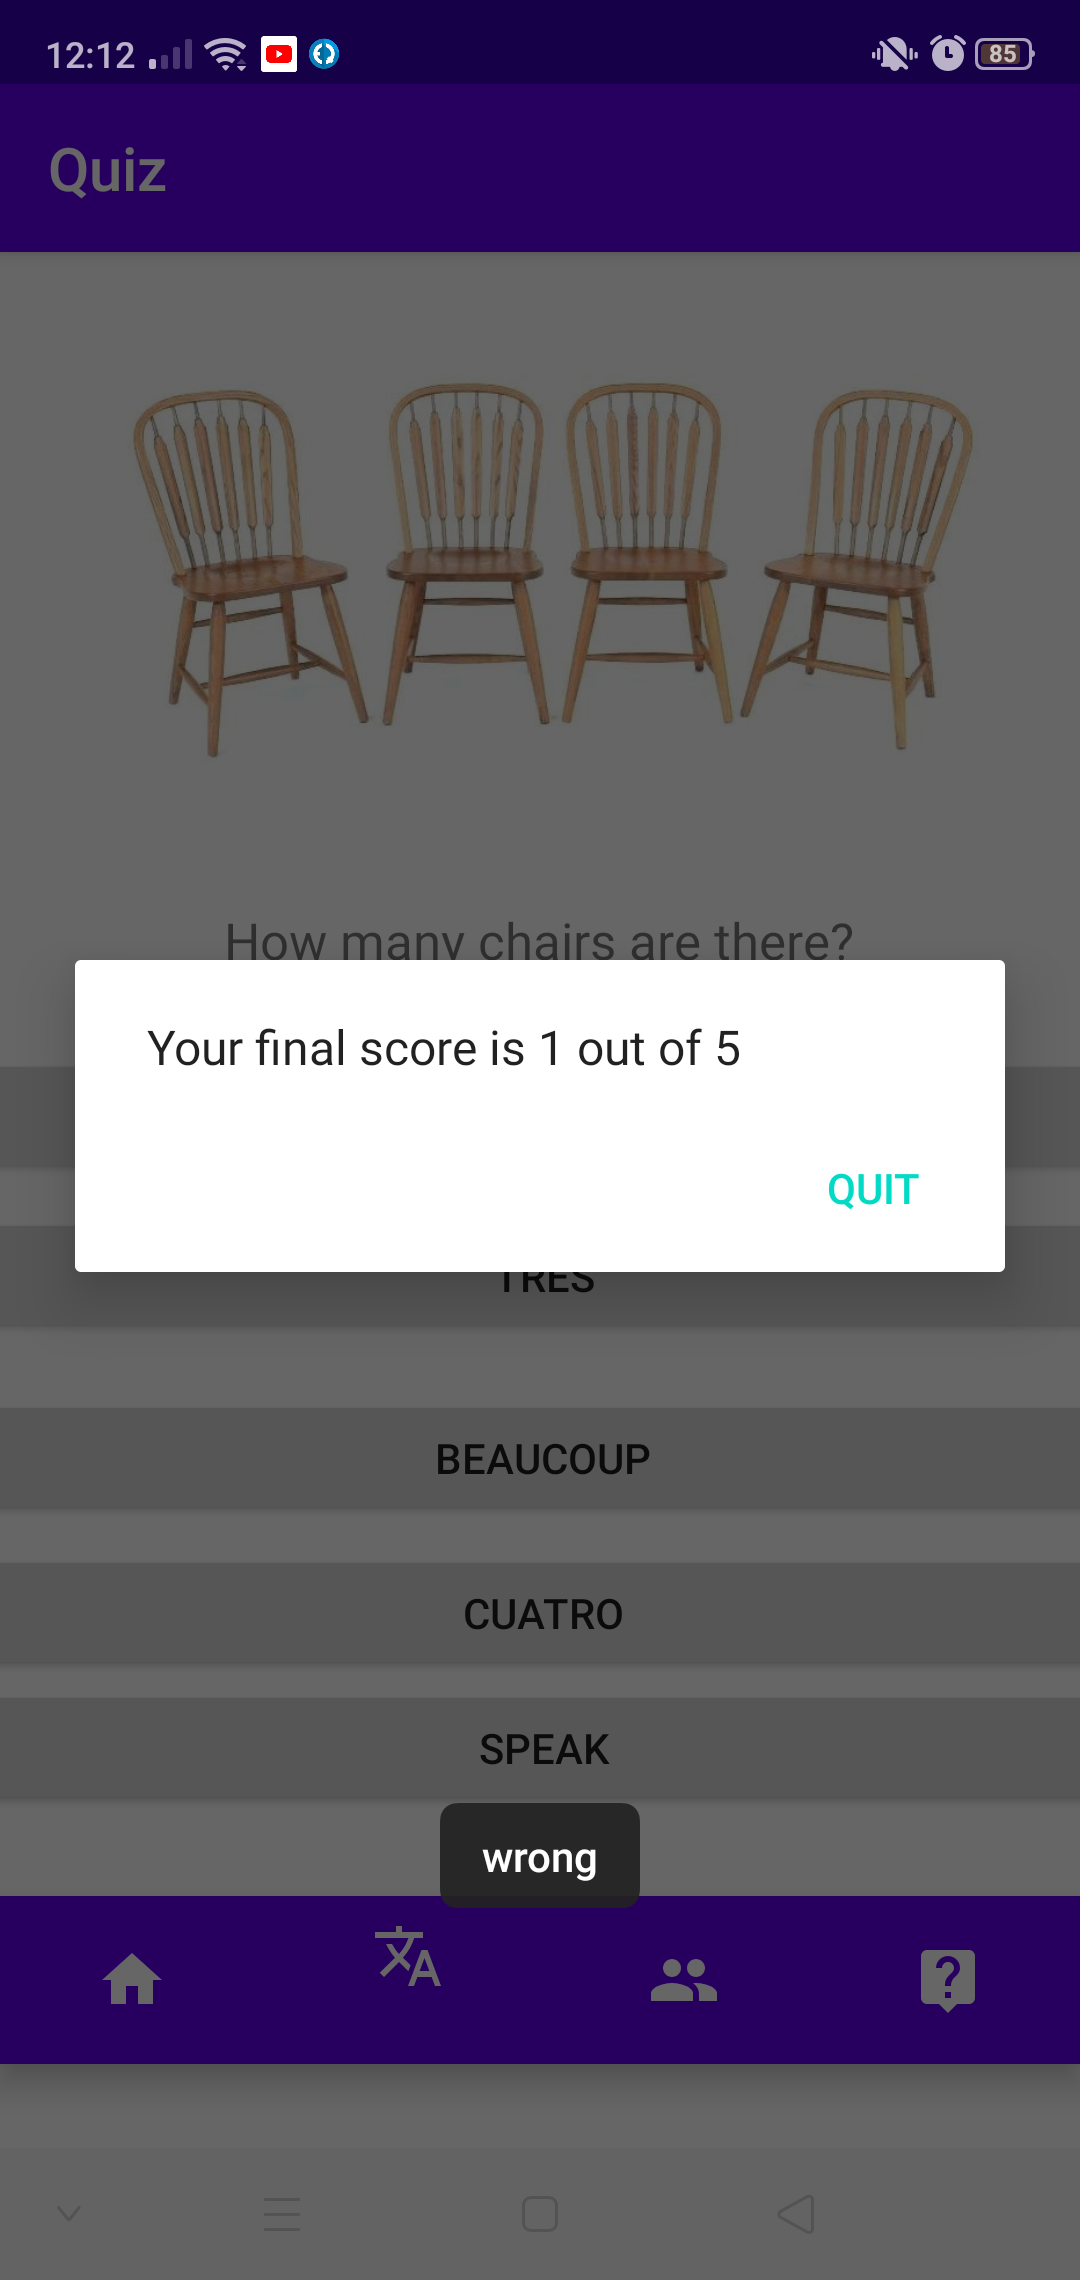 12:12
85
Quiz
How many chairs are there?
Your final score is 1 out of 5
QUIT
TRES
BEAUCOUP
CUATRO
SPEAK
wrong